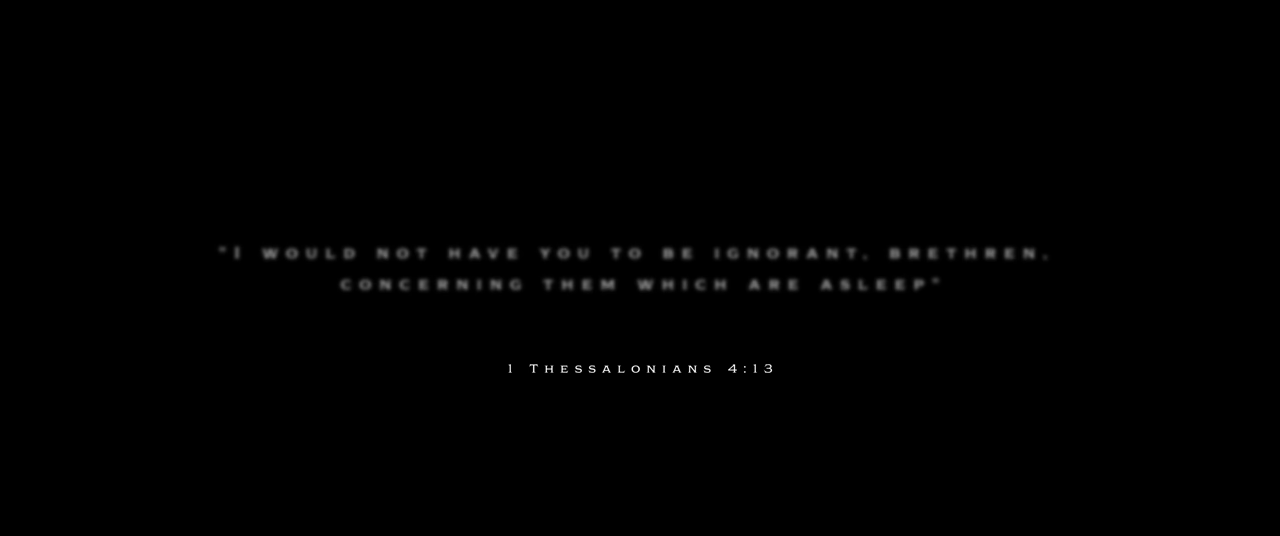 "I WOULD NOT HAVE YOU TO BE IGNORANT, BRETHREN,
CONCERNING THEM WHICH ARE ASLEEP"
1 THESSALONIANS 4:13